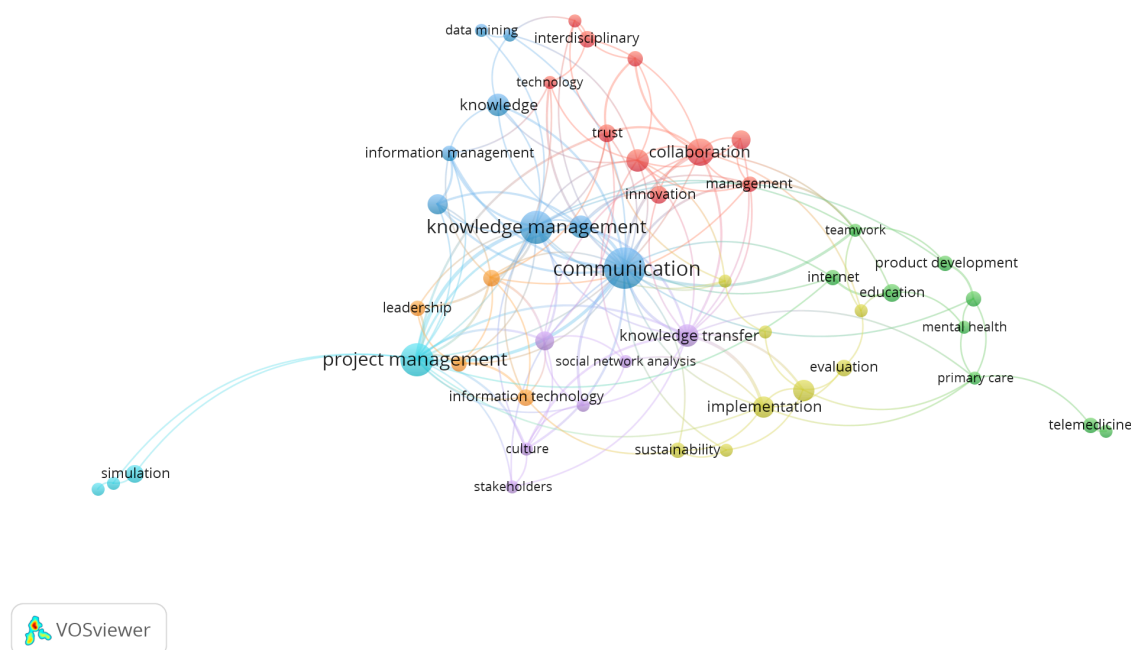 data mining
interdisciplinary
technology
knowledge
trust
information management
collaboration
management
innovation
knowledge management
teamwork
communication
product development
internet
education
leadership
mental health
knowledge transfer
project management
social network analysis
evaluation
primary care
information technology
implementation
telemedicine
culture
sustainability
simulation
stakeholders
VOSviewer